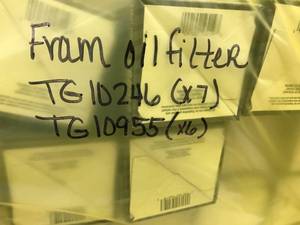 Fram oil filter
TG10246 (x7)
TG10955 (x6)